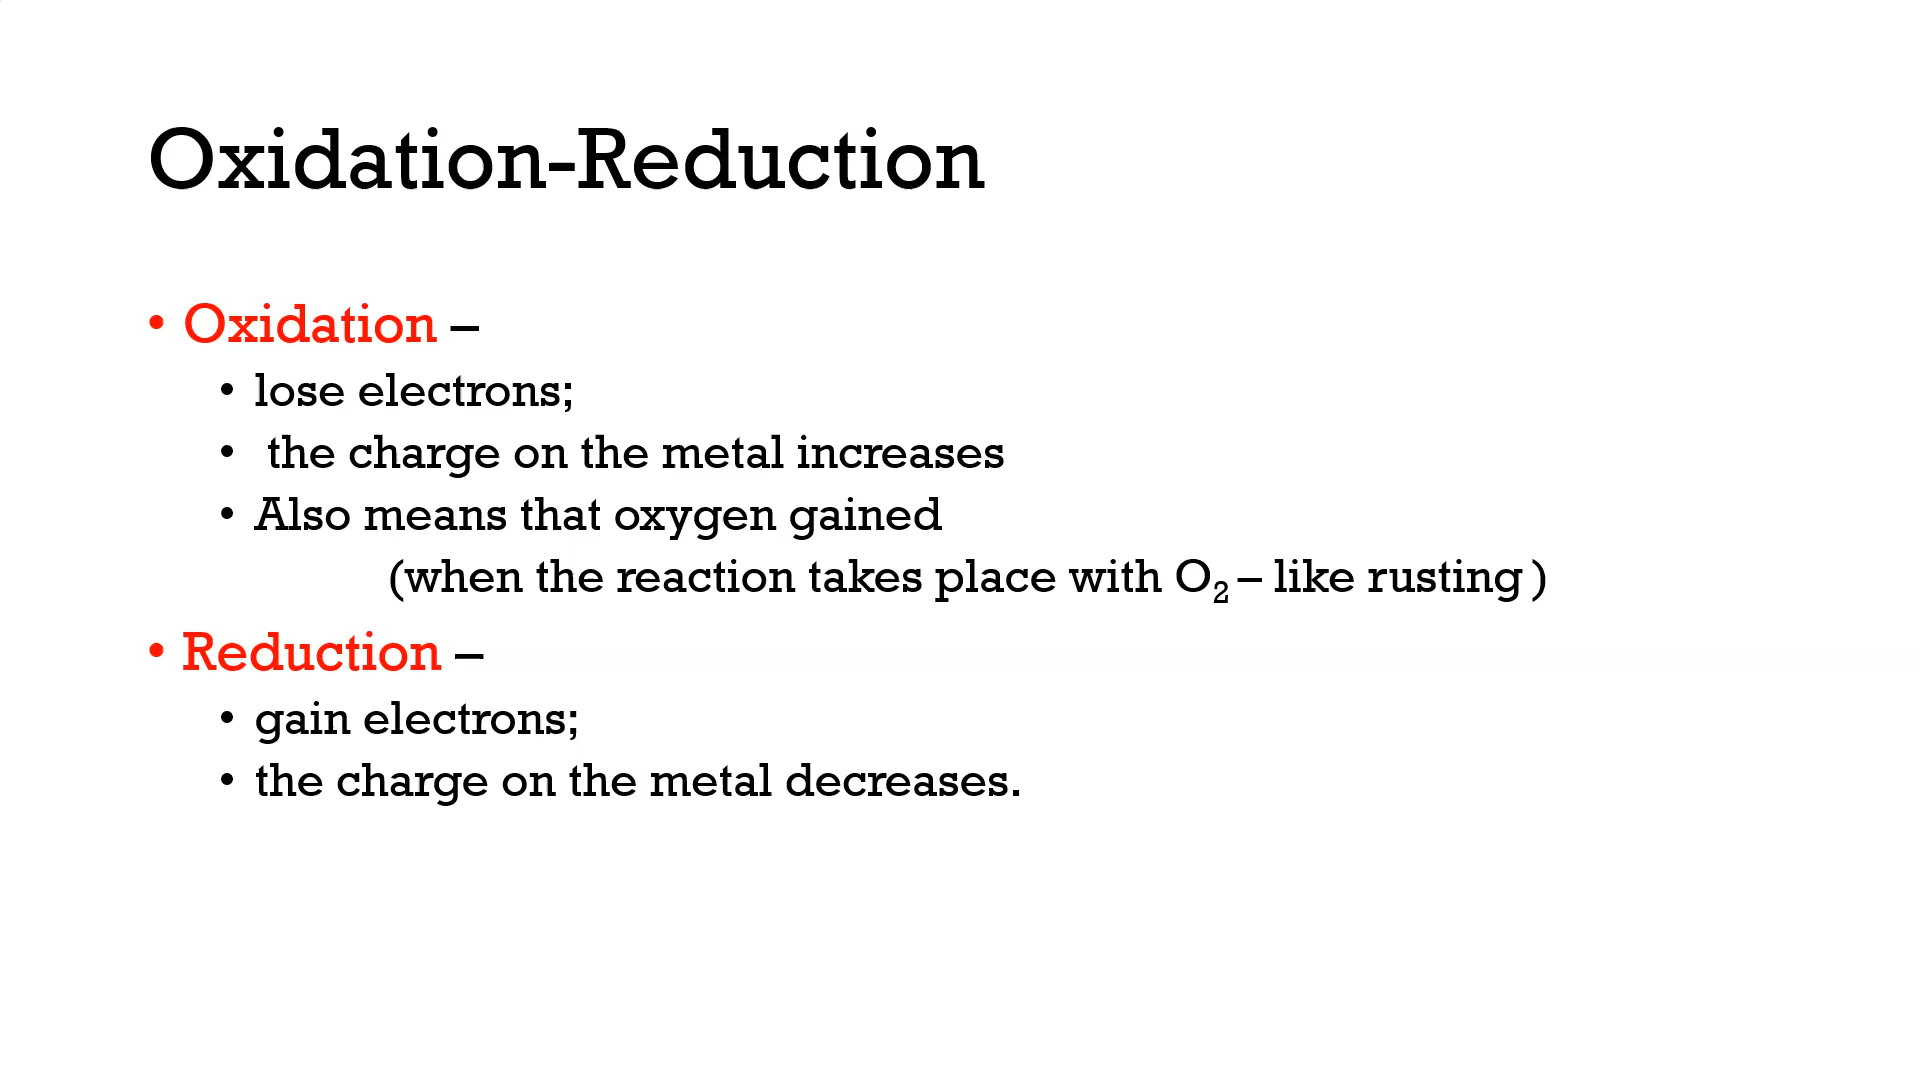 Oxidation-Reduction
• Oxidation –
• lose electrons;
• the charge on the metal increases
• Also means that oxygen gained
(when the reaction takes place with O₂ – like rusting )
• Reduction –
• gain electrons;
• the charge on the metal decreases.